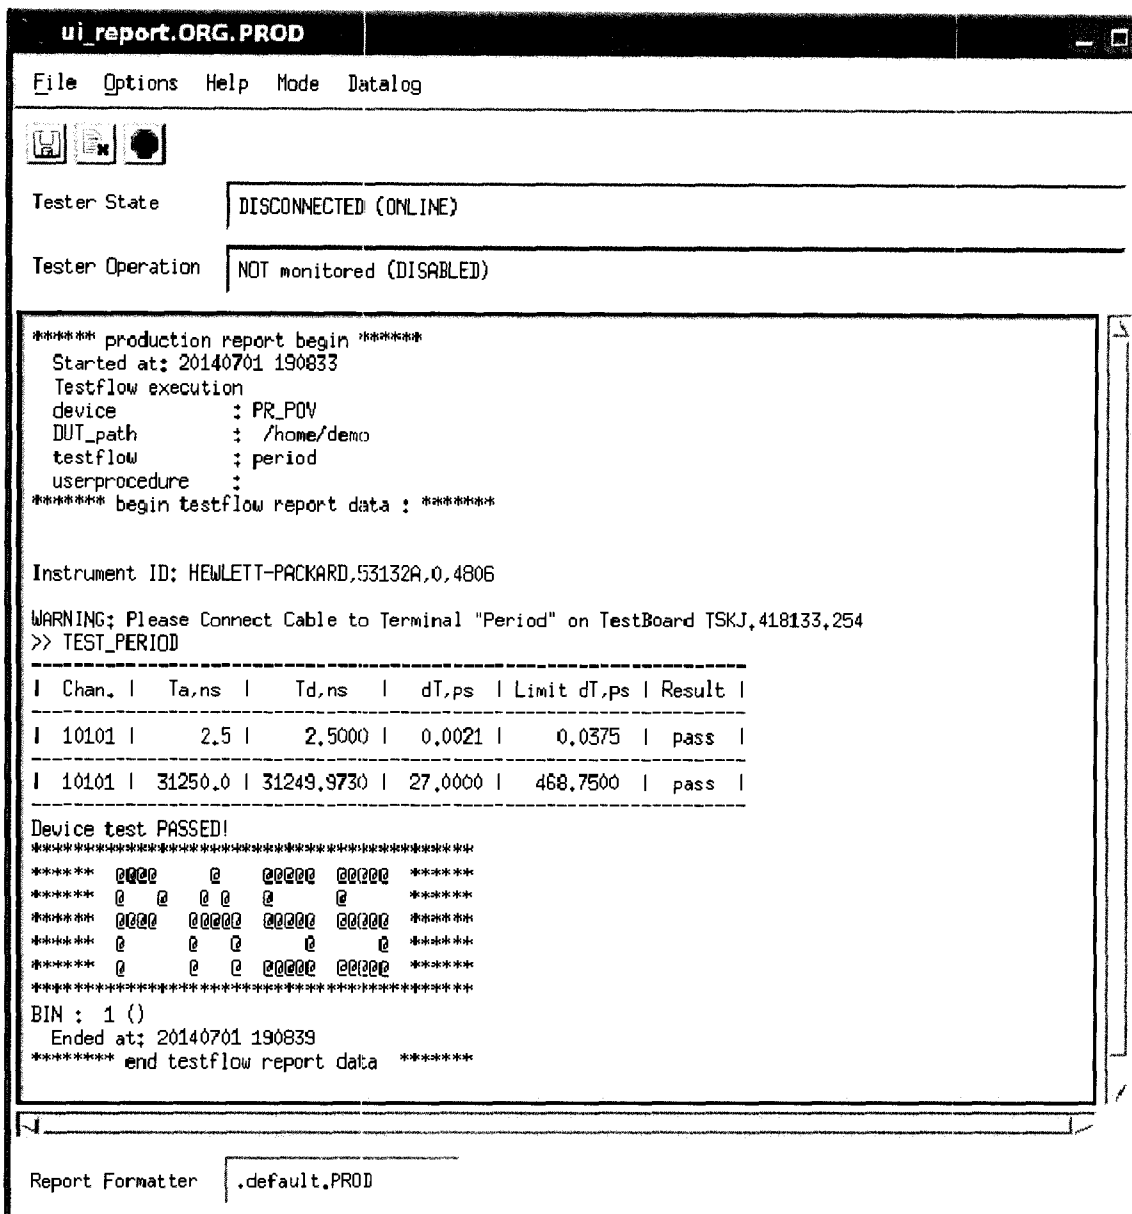 ui_report.ORG.PROD
File Options Help Mode Datalog
Tester State DISCONNECTED (ONLINE)
Tester Operation NOT monitored (DISABLED)
****** production report begin ******
Started at: 20140701 190833
Testflow execution
device : PR_POV
DUT_path : /home/demo
testflow : period
userprocedure :
******* begin testflow report data : *******
Instrument ID: HEWLETT-PACKARD,53132A,0,4806
WARNING: Please Connect Cable to Terminal "Period" on TestBoard TSKJ.418133.254
>> TEST_PERIOD
----------------------------------------------------------------------
| Chan. | Ta,ns | Td,ns | dT,ps | Limit dT,ps | Result |
----------------------------------------------------------------------
| 10101 | 2.5 | 2.5000 | 0.0021 | 0.0375 | pass |
----------------------------------------------------------------------
| 10101 | 31250.0 | 31249.9730 | 27.0000 | 468.7500 | pass |
----------------------------------------------------------------------
Device test PASSED!
******************************************
****** @@@@ @ @@@@@ @@@@@ ******
****** @ @ @ @ @ @ ******
****** @@@@ @@@@@ @@@@@ @@@@@ ******
****** @ @ @ @ @ ******
****** @ @ @ @@@@@ @@@@@ ******
******************************************
BIN : 1 ()
Ended at: 20140701 190839
******** end testflow report data *******
Report Formatter .default.PROD